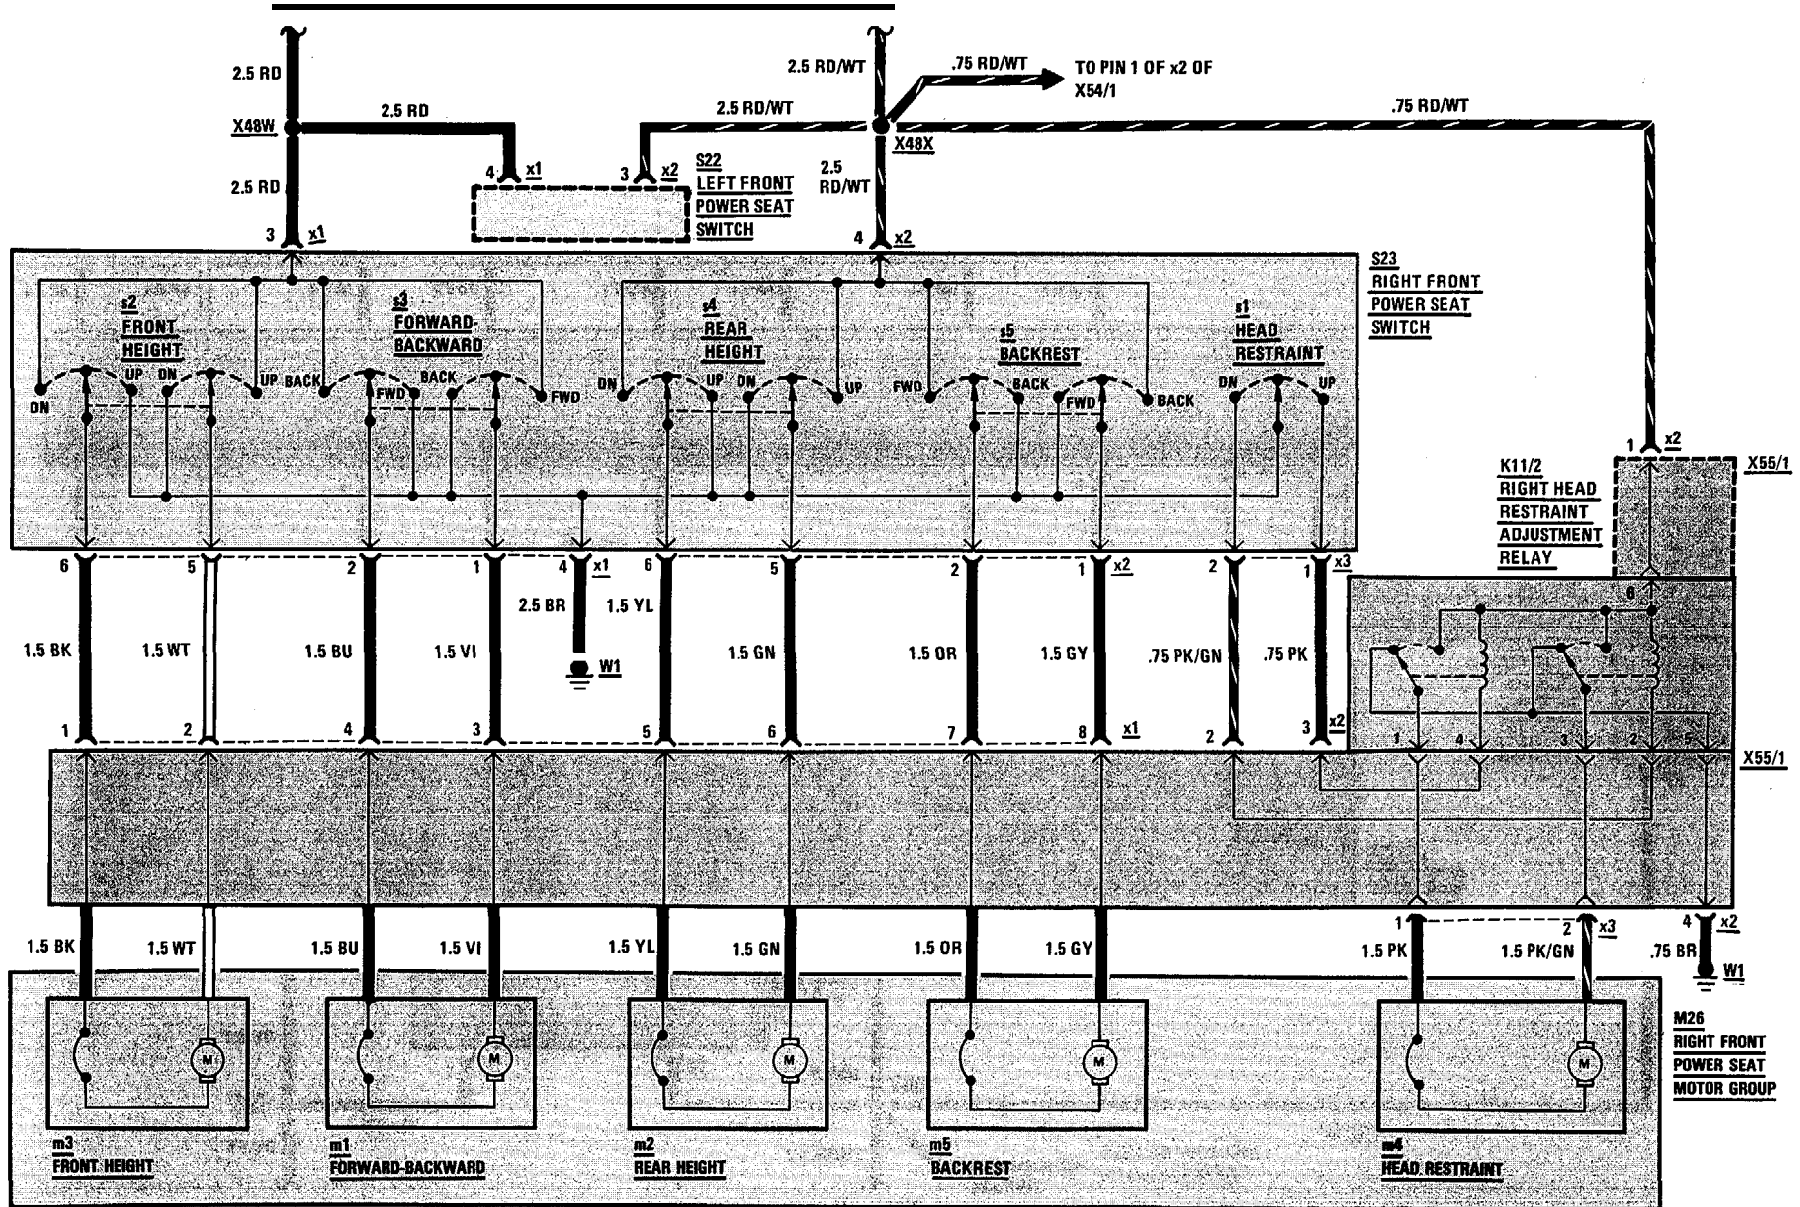 2.5 RD
2.5 RD/WT
.75 RD/WT
TO PIN 1 OF x2 OF
X54/1
2.5 RD
2.5 RD/WT
.75 RD/WT
X48W
X48X
2.5 RD
4 x1
3 x2
S22
LEFT FRONT
POWER SEAT
SWITCH
2.5
RD/WT
3 x1
4 x2
S23
RIGHT FRONT
POWER SEAT
SWITCH
s2
FRONT
HEIGHT
s3
FORWARD-
BACKWARD
s4
REAR
HEIGHT
s5
BACKREST
s1
HEAD
RESTRAINT
DN UP DN UP BACK FWD BACK FWD DN UP DN UP FWD BACK FWD BACK DN UP
1 x2
K11/2
RIGHT HEAD
RESTRAINT
ADJUSTMENT
RELAY
X55/1
6 5 2 1 4 x1 6 5 2 1 x2 2 1 x3
6
2.5 BR 1.5 YL
1.5 BK 1.5 WT 1.5 BU 1.5 VI 1.5 GN 1.5 OR 1.5 GY .75 PK/GN .75 PK
W1
1 2 4 3 5 6 7 8 x1 2 3 x2
1 4 3 2 5
X55/1
1 2 x3 4 x2
1.5 BK 1.5 WT 1.5 BU 1.5 VI 1.5 YL 1.5 GN 1.5 OR 1.5 GY 1.5 PK 1.5 PK/GN .75 BR
W1
M26
RIGHT FRONT
POWER SEAT
MOTOR GROUP
M M M M M
m3
FRONT HEIGHT
m1
FORWARD-BACKWARD
m2
REAR HEIGHT
m5
BACKREST
m4
HEAD RESTRAINT